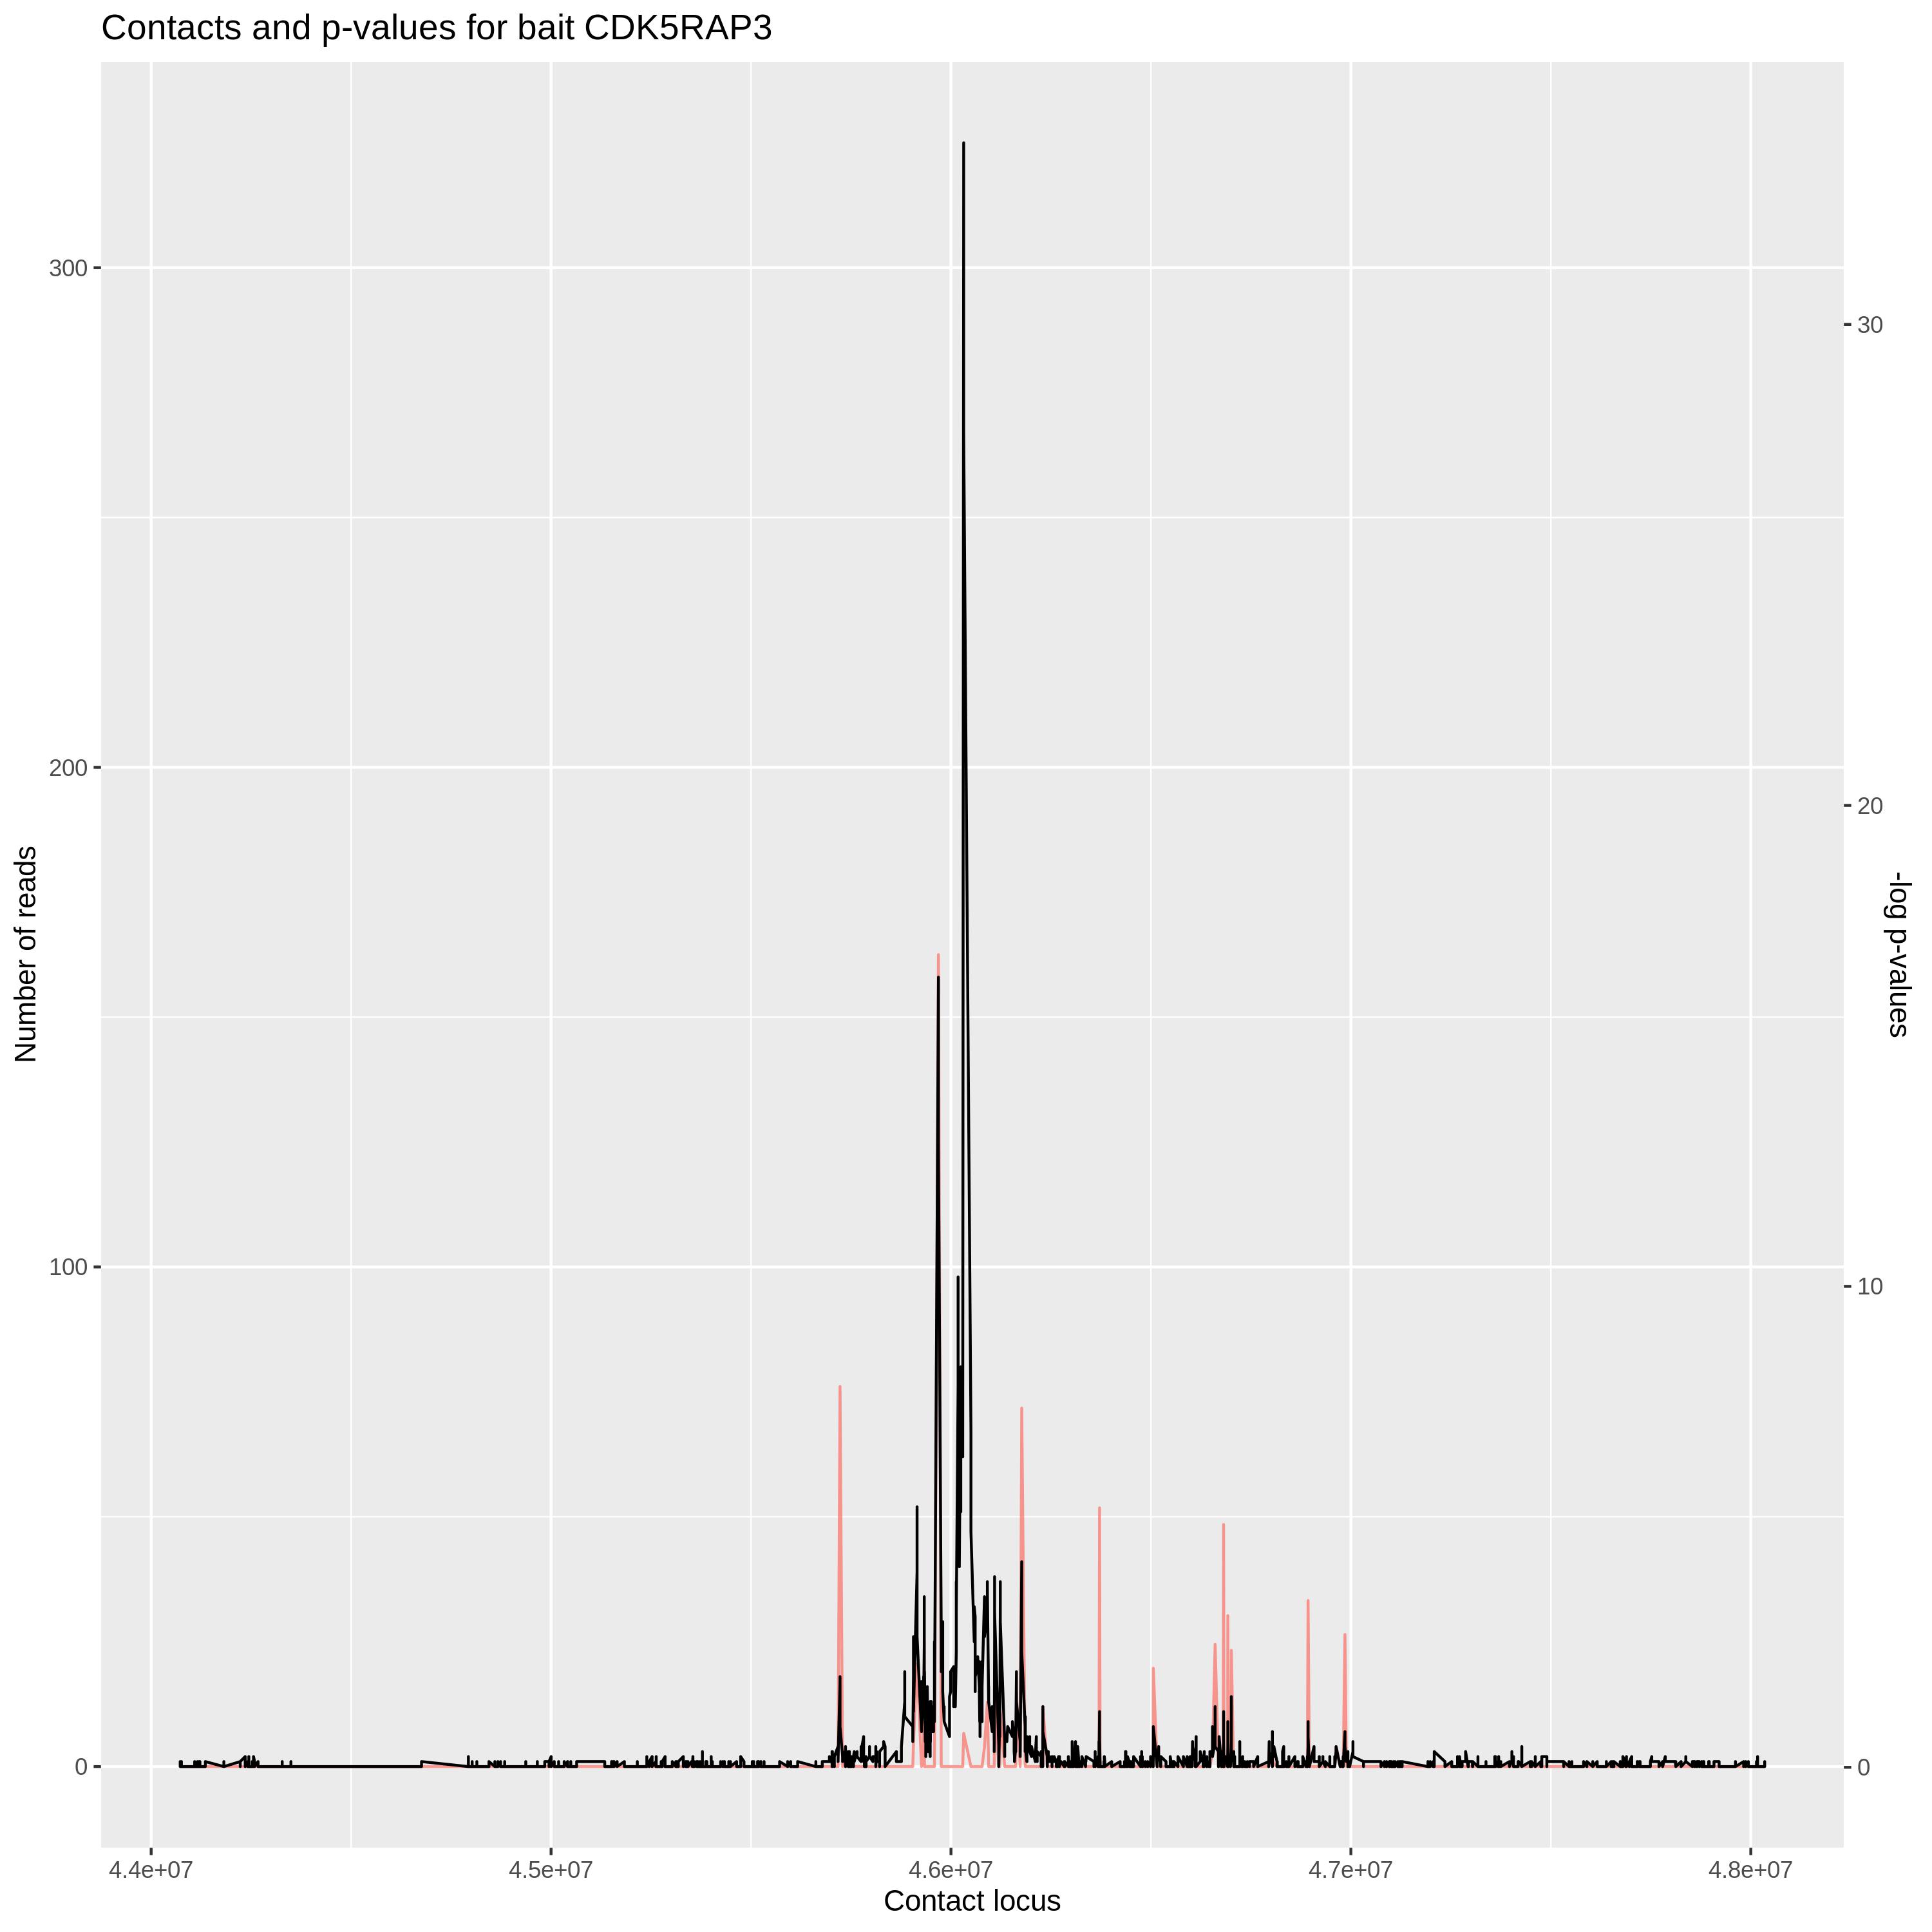 Contacts and p-values for bait CDK5RAP3
300
200
100
0
Number of reads
30
20
10
0
-log p-values
4.4e+07
4.5e+07
4.6e+07
4.7e+07
4.8e+07
Contact locus